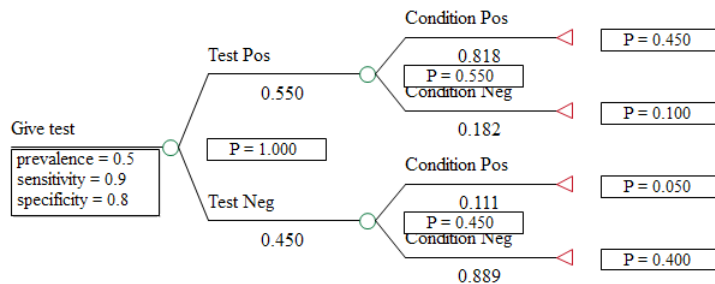 Condition Pos
P = 0.450
Test Pos
0.818
P = 0.550
0.550
Condition Neg
P = 0.100
0.182
Give test
P = 1.000
prevalence = 0.5
sensitivity = 0.9
specificity = 0.8
Condition Pos
P = 0.050
Test Neg
0.111
P = 0.450
0.450
Condition Neg
P = 0.400
0.889